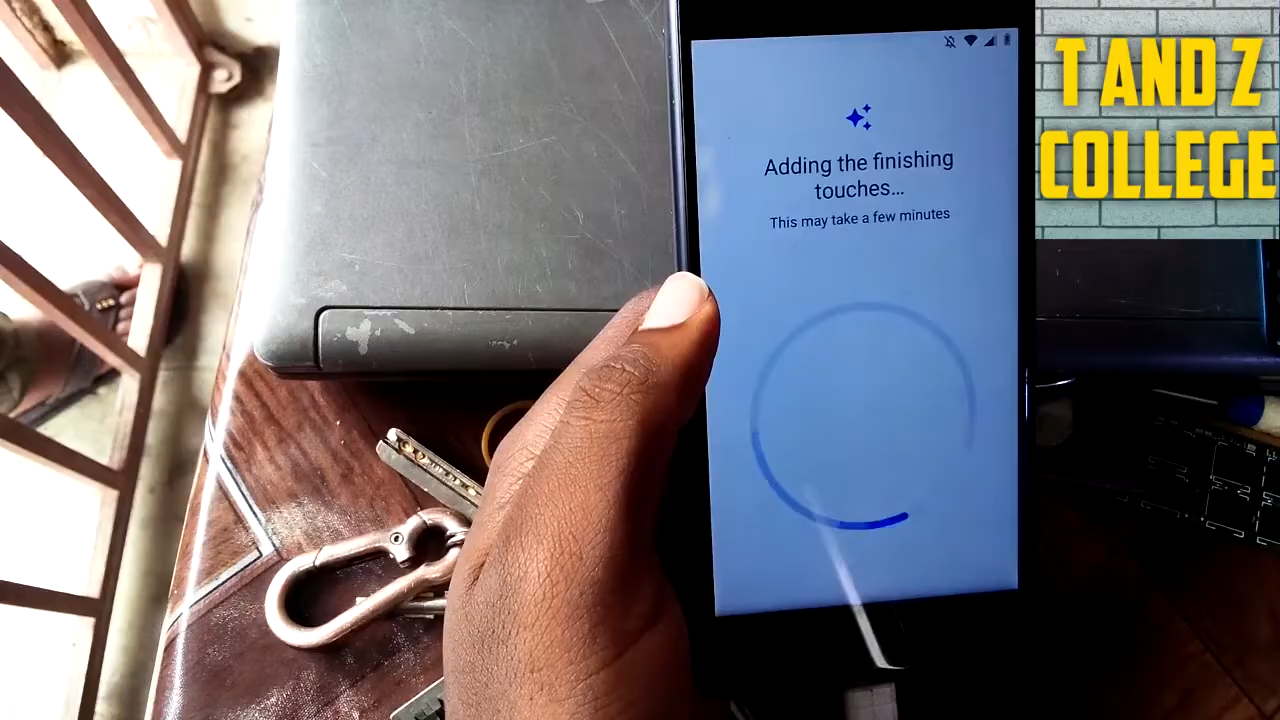 Adding the finishing
touches…
This may take a few minutes
T AND Z
COLLEGE